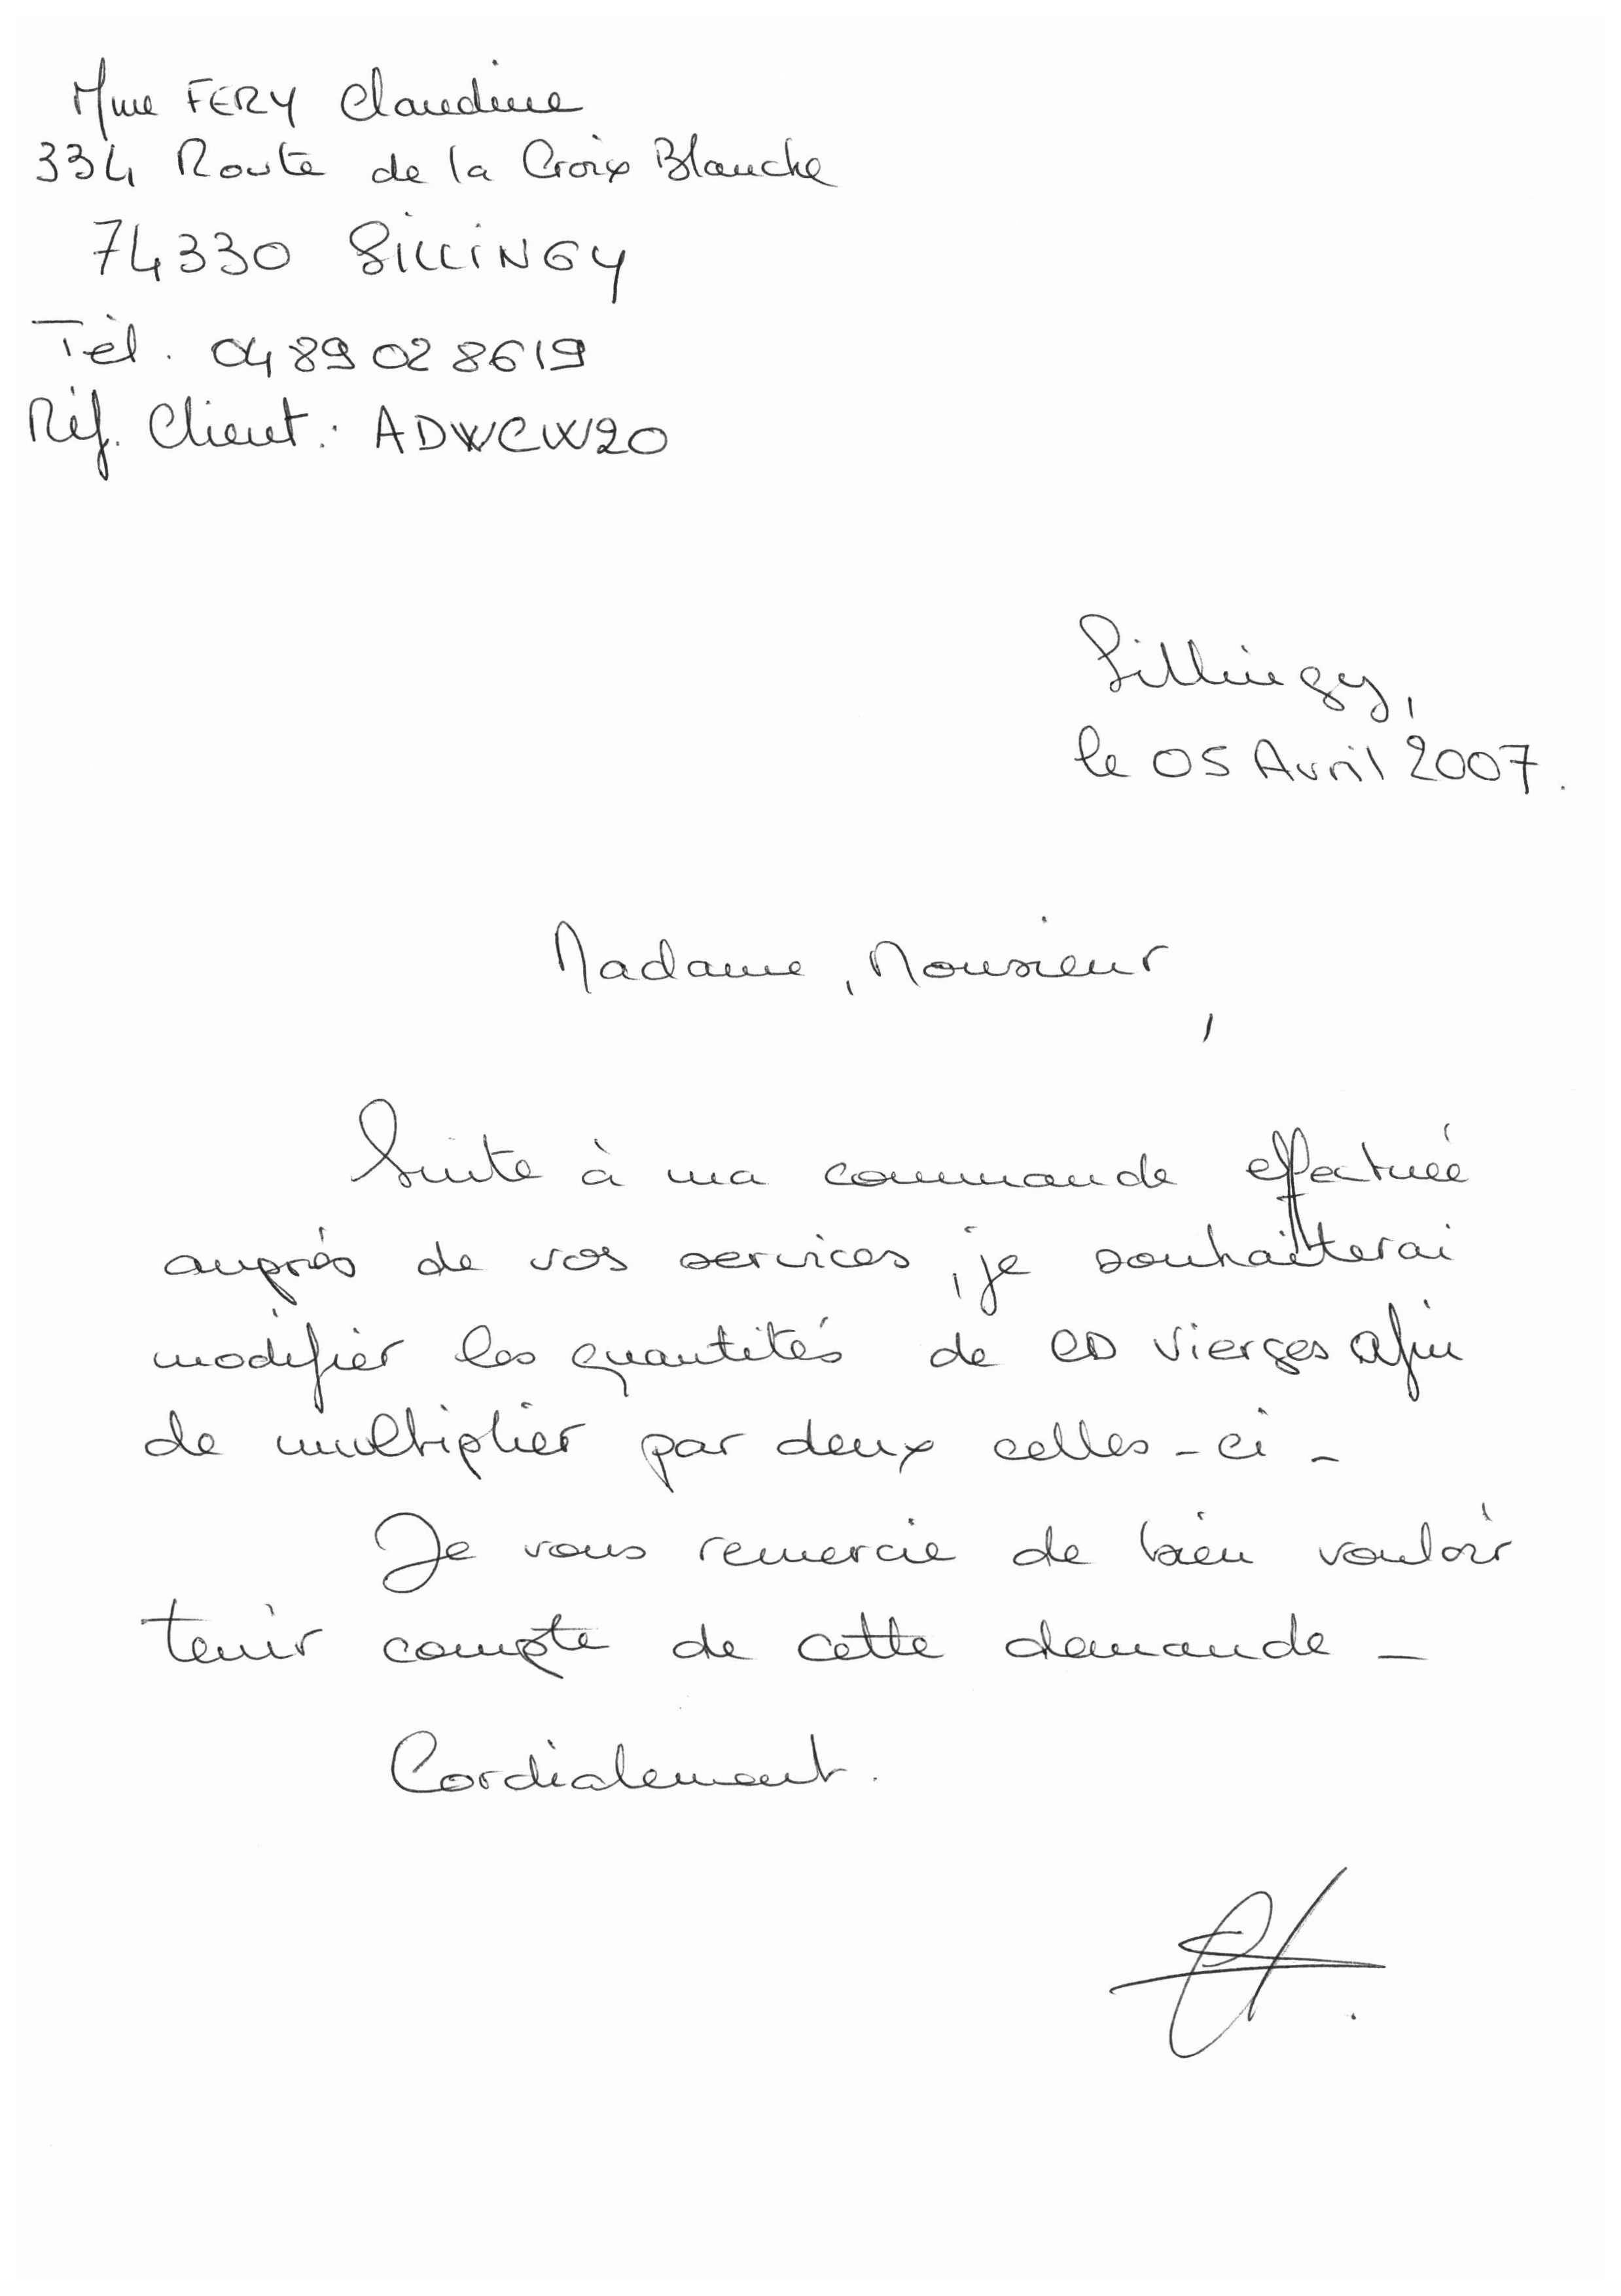 Mme FERY Claudine
334 Route de la Croix Blanche
74330 SILLINGY
Tèl. 04 89 02 86 19
Réf. Client : ADWCW20
Sillingy,
le 05 Avril 2007.
Madame, Monsieur,
Suite à ma commande effectuée
auprès de vos services, je souhaitterai
modifier les quantités de CD Vierges afin
de multiplier par deux celles-ci -
Je vous remercie de bien vouloir
tenir compte de cette demande -
Cordialement.